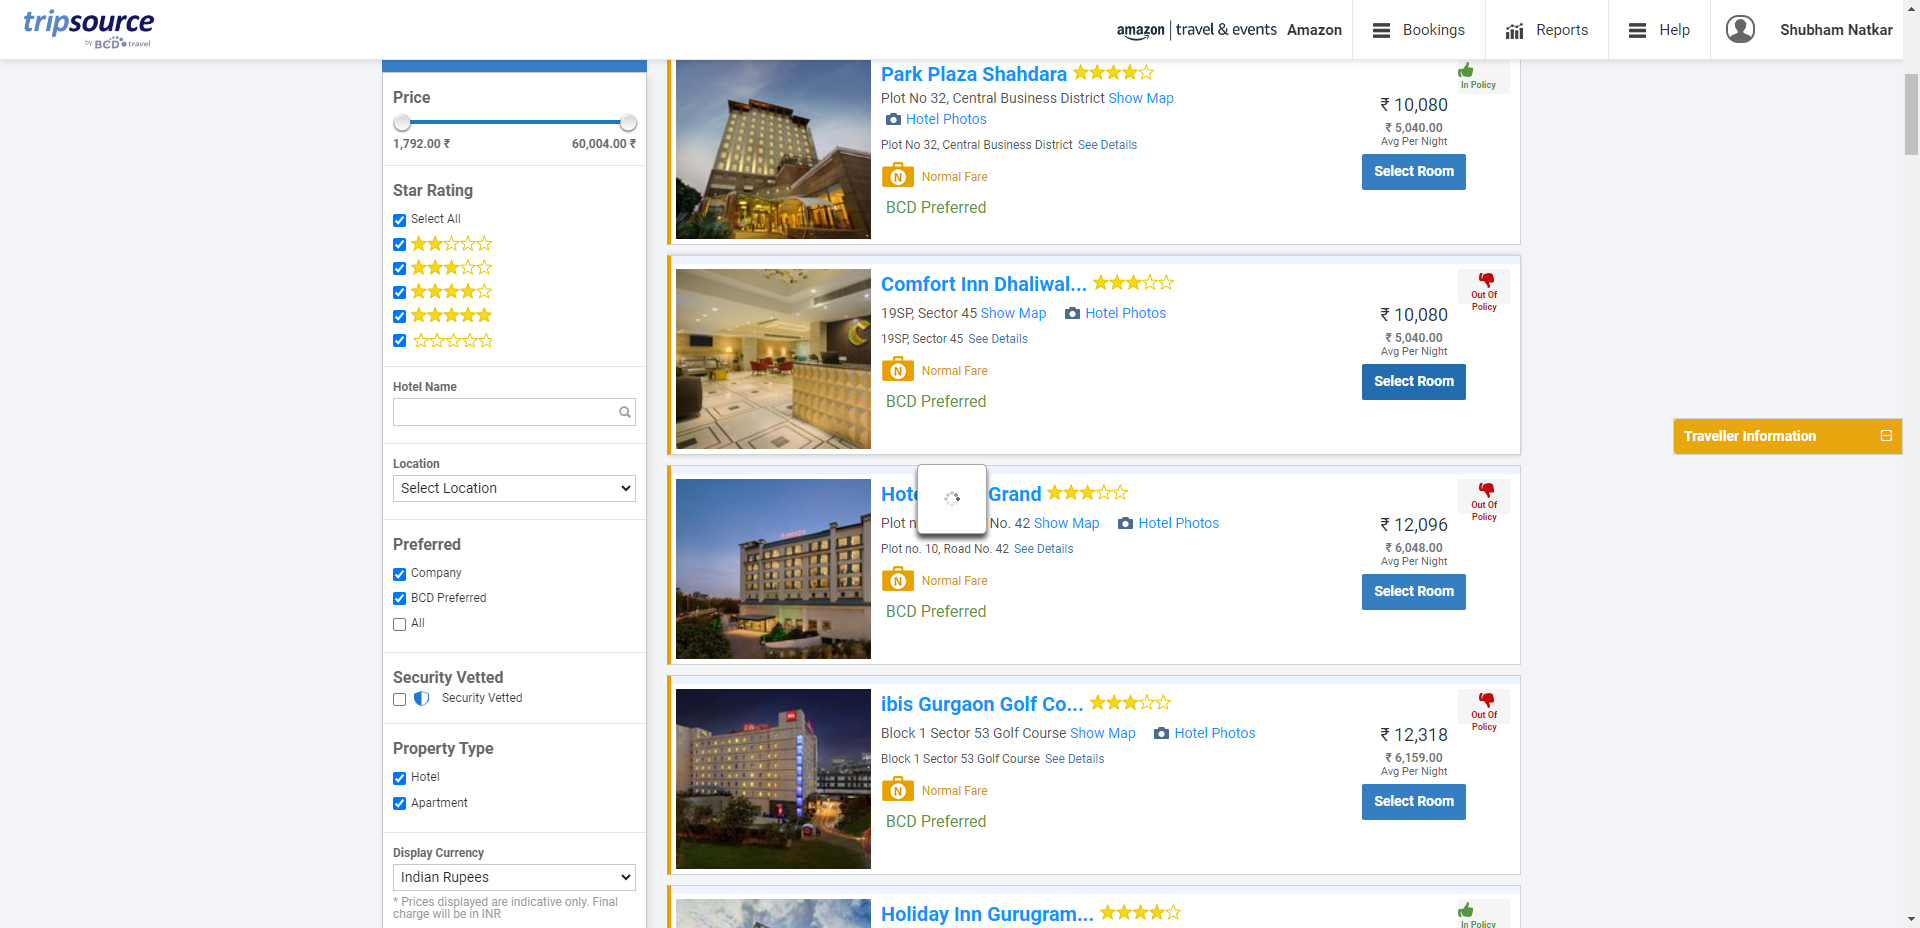 tripsource
by BCD travel
amazon | travel & events Amazon
Bookings
Reports
Help
Shubham Natkar
Price
1,792.00 ₹ 60,004.00 ₹
Star Rating
Select All
Hotel Name
Location
Select Location
Preferred
Company
BCD Preferred
All
Security Vetted
Security Vetted
Property Type
Hotel
Apartment
Display Currency
Indian Rupees
* Prices displayed are indicative only. Final
charge will be in INR
Park Plaza Shahdara
Plot No 32, Central Business District Show Map
Hotel Photos
Plot No 32, Central Business District See Details
N Normal Fare
BCD Preferred
In Policy
₹ 10,080
₹ 5,040.00
Avg Per Night
Select Room
Comfort Inn Dhaliwal...
19SP, Sector 45 Show Map Hotel Photos
19SP, Sector 45 See Details
N Normal Fare
BCD Preferred
Out Of
Policy
₹ 10,080
₹ 5,040.00
Avg Per Night
Select Room
Grand
No. 42 Show Map Hotel Photos
Plot no. 10, Road No. 42 See Details
N Normal Fare
BCD Preferred
Out Of
Policy
₹ 12,096
₹ 6,048.00
Avg Per Night
Select Room
ibis Gurgaon Golf Co...
Block 1 Sector 53 Golf Course Show Map Hotel Photos
Block 1 Sector 53 Golf Course See Details
N Normal Fare
BCD Preferred
Out Of
Policy
₹ 12,318
₹ 6,159.00
Avg Per Night
Select Room
Holiday Inn Gurugram...
In Policy
Traveller Information